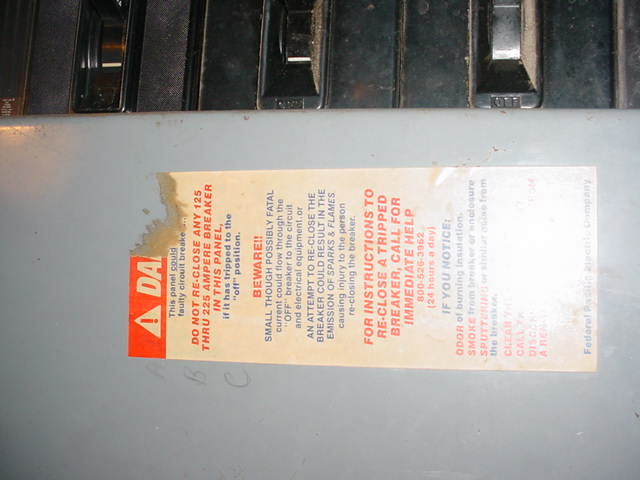 DA
This panel could
faulty circuit breake
DO NOT RE-CLOSE ANY 125
THRU 225 AMPERE BREAKER
IN THIS PANEL,
if it has tripped to the
"off" position.
BEWARE!!
SMALL THOUGH POSSIBLY FATAL
current could flow through the
"OFF" breaker to the circuit
and electrical equipment, or
AN ATTEMPT TO RE-CLOSE THE
BREAKER COULD RESULT IN THE
EMISSION OF SPARKS & FLAMES
causing injury to the person
re-closing the breaker.
FOR INSTRUCTIONS TO
RE-CLOSE A TRIPPED
BREAKER, CALL FOR
IMMEDIATE HELP
(24 hours a day)
IF YOU NOTICE:
ODOR of burning insulation.
SMOKE from breaker or enclosure
SPUTTERING or similar noise from
the breaker.
CLEAR
CALL
Federal Pacific Electric Company
A
B
C
OFF